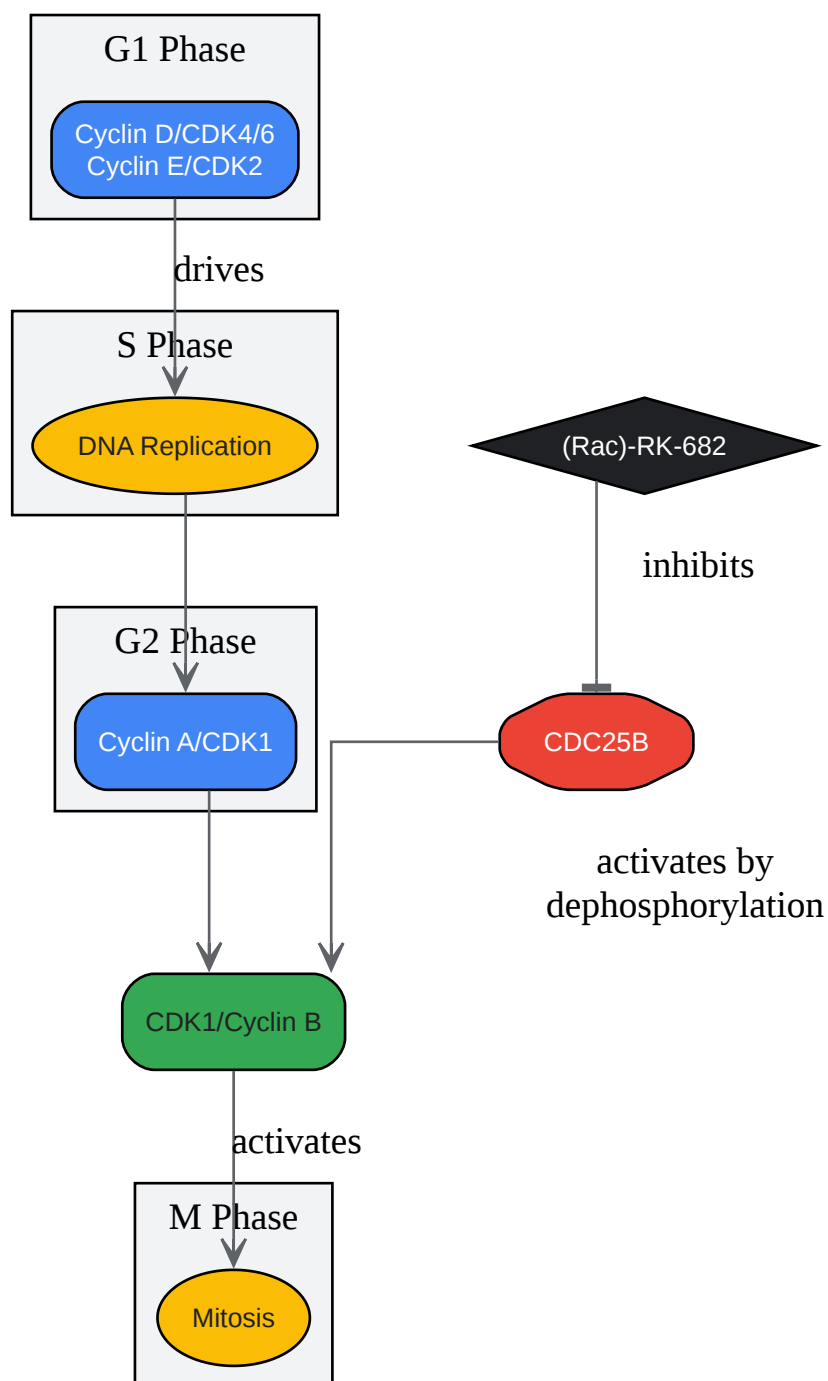 G1 Phase
Cyclin D/CDK4/6
Cyclin E/CDK2
drives
S Phase
DNA Replication
(Rac)-RK-682
inhibits
G2 Phase
Cyclin A/CDK1
CDC25B
activates by
dephosphorylation
CDK1/Cyclin B
activates
M Phase
Mitosis